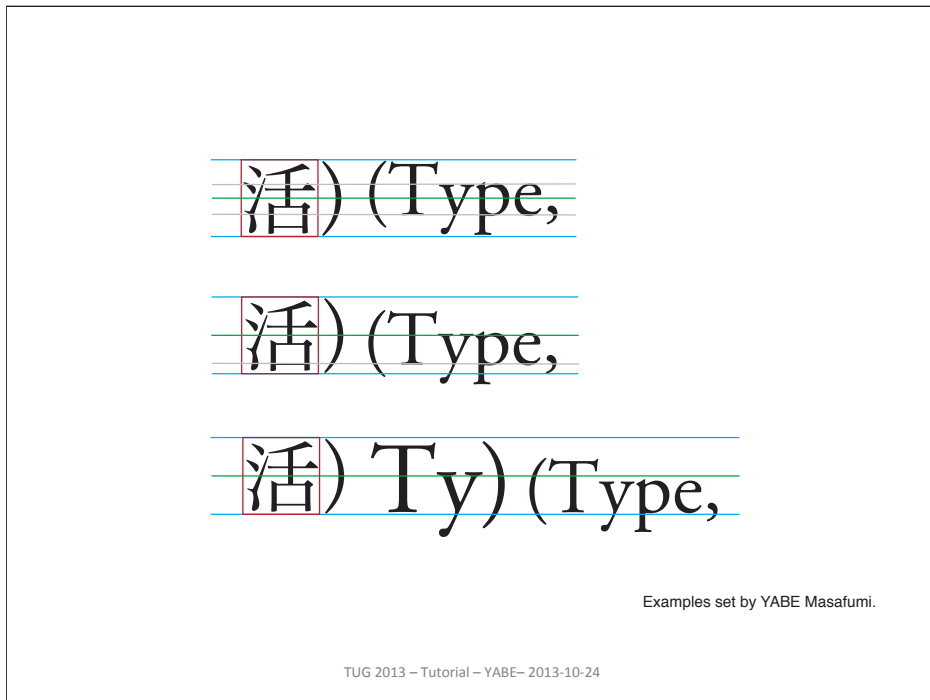 活) (Type,
活) (Type,
活) Ty) (Type,
Examples set by YABE Masafumi.
TUG 2013 – Tutorial – YABE– 2013-10-24